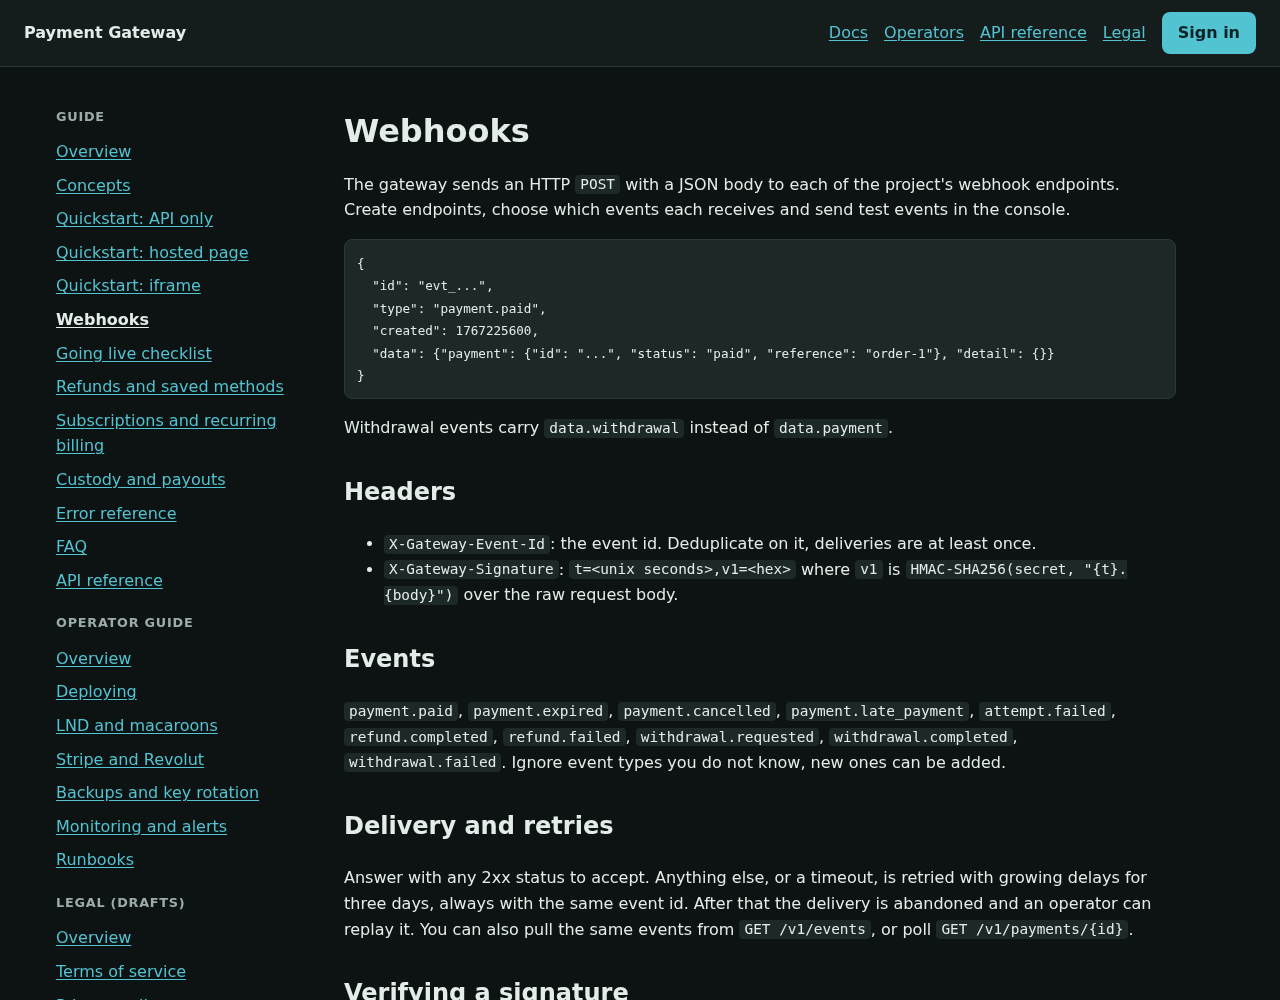 Payment Gateway
Docs Operators API reference Legal Sign in
GUIDE
Overview
Concepts
Quickstart: API only
Quickstart: hosted page
Quickstart: iframe
Webhooks
Going live checklist
Refunds and saved methods
Subscriptions and recurring
billing
Custody and payouts
Error reference
FAQ
API reference
OPERATOR GUIDE
Overview
Deploying
LND and macaroons
Stripe and Revolut
Backups and key rotation
Monitoring and alerts
Runbooks
LEGAL (DRAFTS)
Overview
Terms of service
Webhooks
The gateway sends an HTTP POST with a JSON body to each of the project's webhook endpoints.
Create endpoints, choose which events each receives and send test events in the console.
{
  "id": "evt_...",
  "type": "payment.paid",
  "created": 1767225600,
  "data": {"payment": {"id": "...", "status": "paid", "reference": "order-1"}, "detail": {}}
}
Withdrawal events carry data.withdrawal instead of data.payment.
Headers
• X-Gateway-Event-Id: the event id. Deduplicate on it, deliveries are at least once.
• X-Gateway-Signature: t=<unix seconds>,v1=<hex> where v1 is HMAC-SHA256(secret, "{t}.
{body}") over the raw request body.
Events
payment.paid, payment.expired, payment.cancelled, payment.late_payment, attempt.failed,
refund.completed, refund.failed, withdrawal.requested, withdrawal.completed,
withdrawal.failed. Ignore event types you do not know, new ones can be added.
Delivery and retries
Answer with any 2xx status to accept. Anything else, or a timeout, is retried with growing delays for
three days, always with the same event id. After that the delivery is abandoned and an operator can
replay it. You can also pull the same events from GET /v1/events, or poll GET /v1/payments/{id}.
Verifying a signature